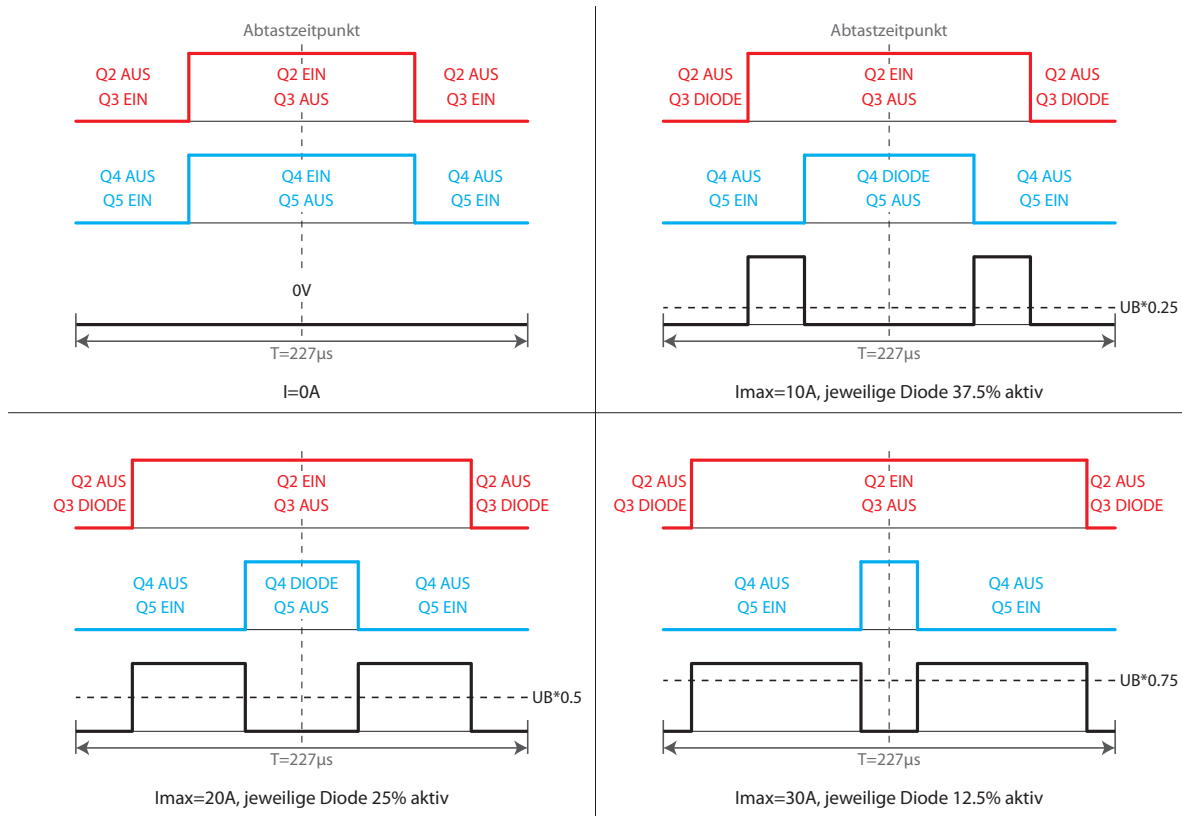 Abtastzeitpunkt
Q2 AUS Q2 EIN Q2 AUS
Q3 EIN Q3 AUS Q3 EIN
Q4 AUS Q4 EIN Q4 AUS
Q5 EIN Q5 AUS Q5 EIN
0V
T=227µs
I=0A
Abtastzeitpunkt
Q2 AUS Q2 EIN Q2 AUS
Q3 DIODE Q3 AUS Q3 DIODE
Q4 AUS Q4 DIODE Q4 AUS
Q5 EIN Q5 AUS Q5 EIN
UB*0.25
T=227µs
Imax=10A, jeweilige Diode 37.5% aktiv
Q2 AUS Q2 EIN Q2 AUS
Q3 DIODE Q3 AUS Q3 DIODE
Q4 AUS Q4 DIODE Q4 AUS
Q5 EIN Q5 AUS Q5 EIN
UB*0.5
T=227µs
Imax=20A, jeweilige Diode 25% aktiv
Q2 AUS Q2 EIN Q2 AUS
Q3 DIODE Q3 AUS Q3 DIODE
Q4 AUS Q4 AUS
Q5 EIN Q5 EIN
UB*0.75
T=227µs
Imax=30A, jeweilige Diode 12.5% aktiv